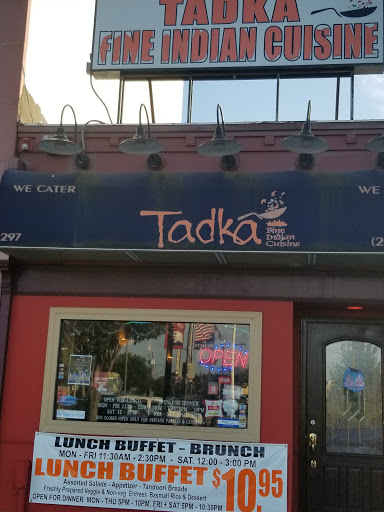 TADKA
FINE INDIAN CUISINE
WE CATER
WE
Tadka
Fine
Indian
Cuisine
297
(2
OPEN
LUNCH BUFFET - BRUNCH
MON - FRI 11:30AM - 2:30PM - SAT. 12:00 - 3:00 PM
LUNCH BUFFET $10.95
Assorted Salads - Appetizer - Tandoori Breads
Freshly Prepared Veggie & Non-veg Entrees Basmati Rice & Dessert
OPEN FOR DINNER MON - THU 5PM - 10PM FRI + SAT 5PM - 10:30PM